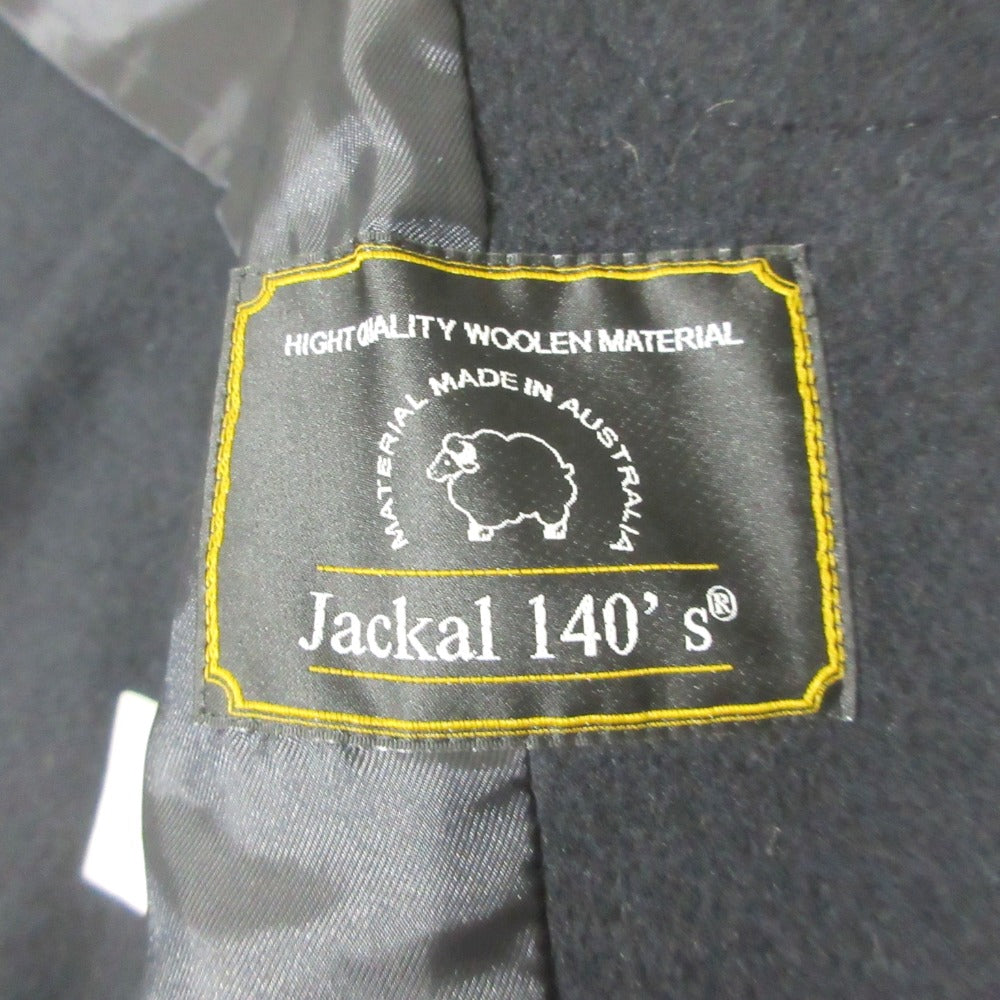 HIGHT QUALITY WOOLEN MATERIAL
MATERIAL MADE IN AUSTRALIA
Jackal 140's®